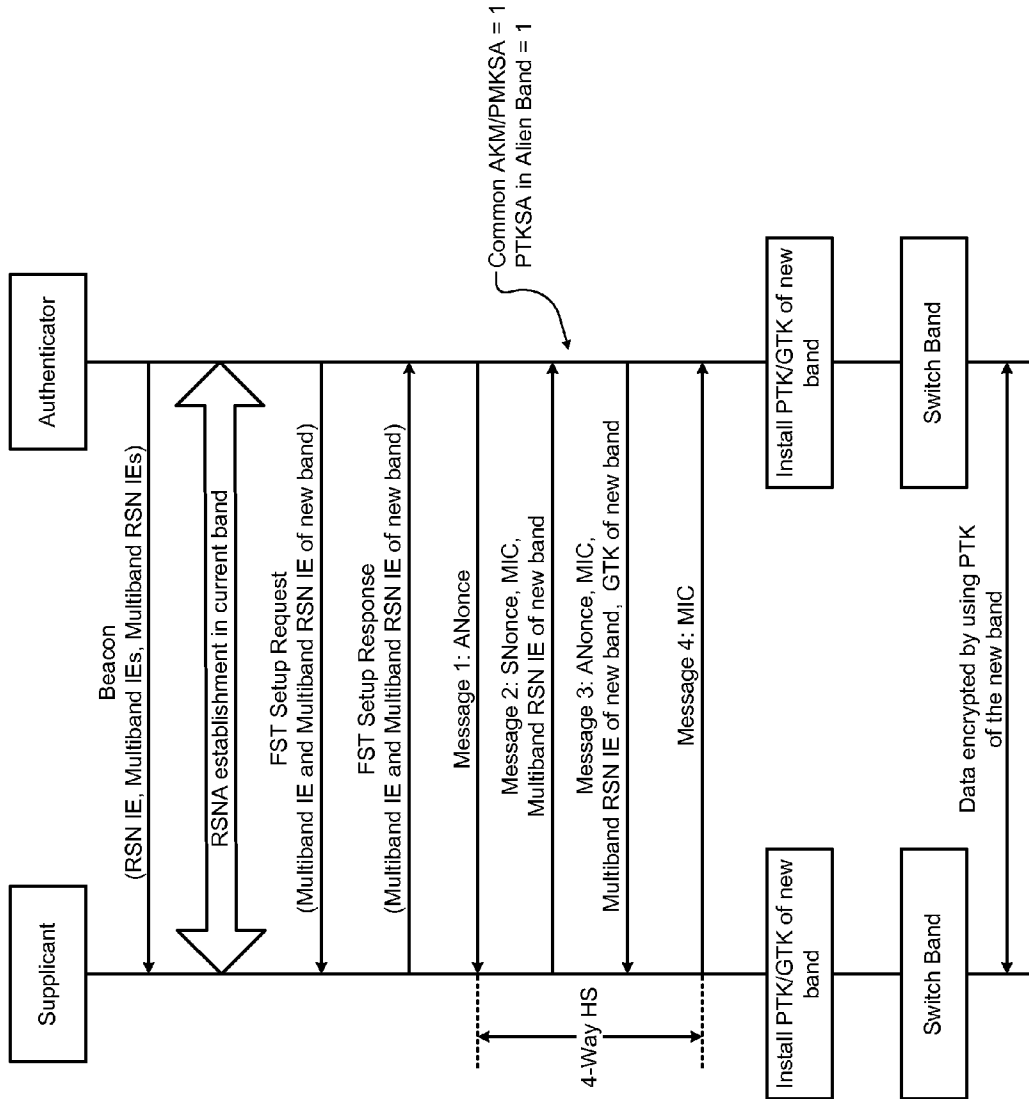 Supplicant
Authenticator
Beacon
(RSN IE, Multiband IEs, Multiband RSN IEs)
RSNA establishment in current band
FST Setup Request
(Multiband IE and Multiband RSN IE of new band)
FST Setup Response
(Multiband IE and Multiband RSN IE of new band)
Message 1: ANonce
Message 2: SNonce, MIC,
Multiband RSN IE of new band
Common AKM/PMKSA = 1
PTKSA in Alien Band = 1
Message 3: ANonce, MIC,
Multiband RSN IE of new band, GTK of new band
Message 4: MIC
4-Way HS
Install PTK/GTK of new
band
Install PTK/GTK of new
band
Switch Band
Switch Band
Data encrypted by using PTK
of the new band